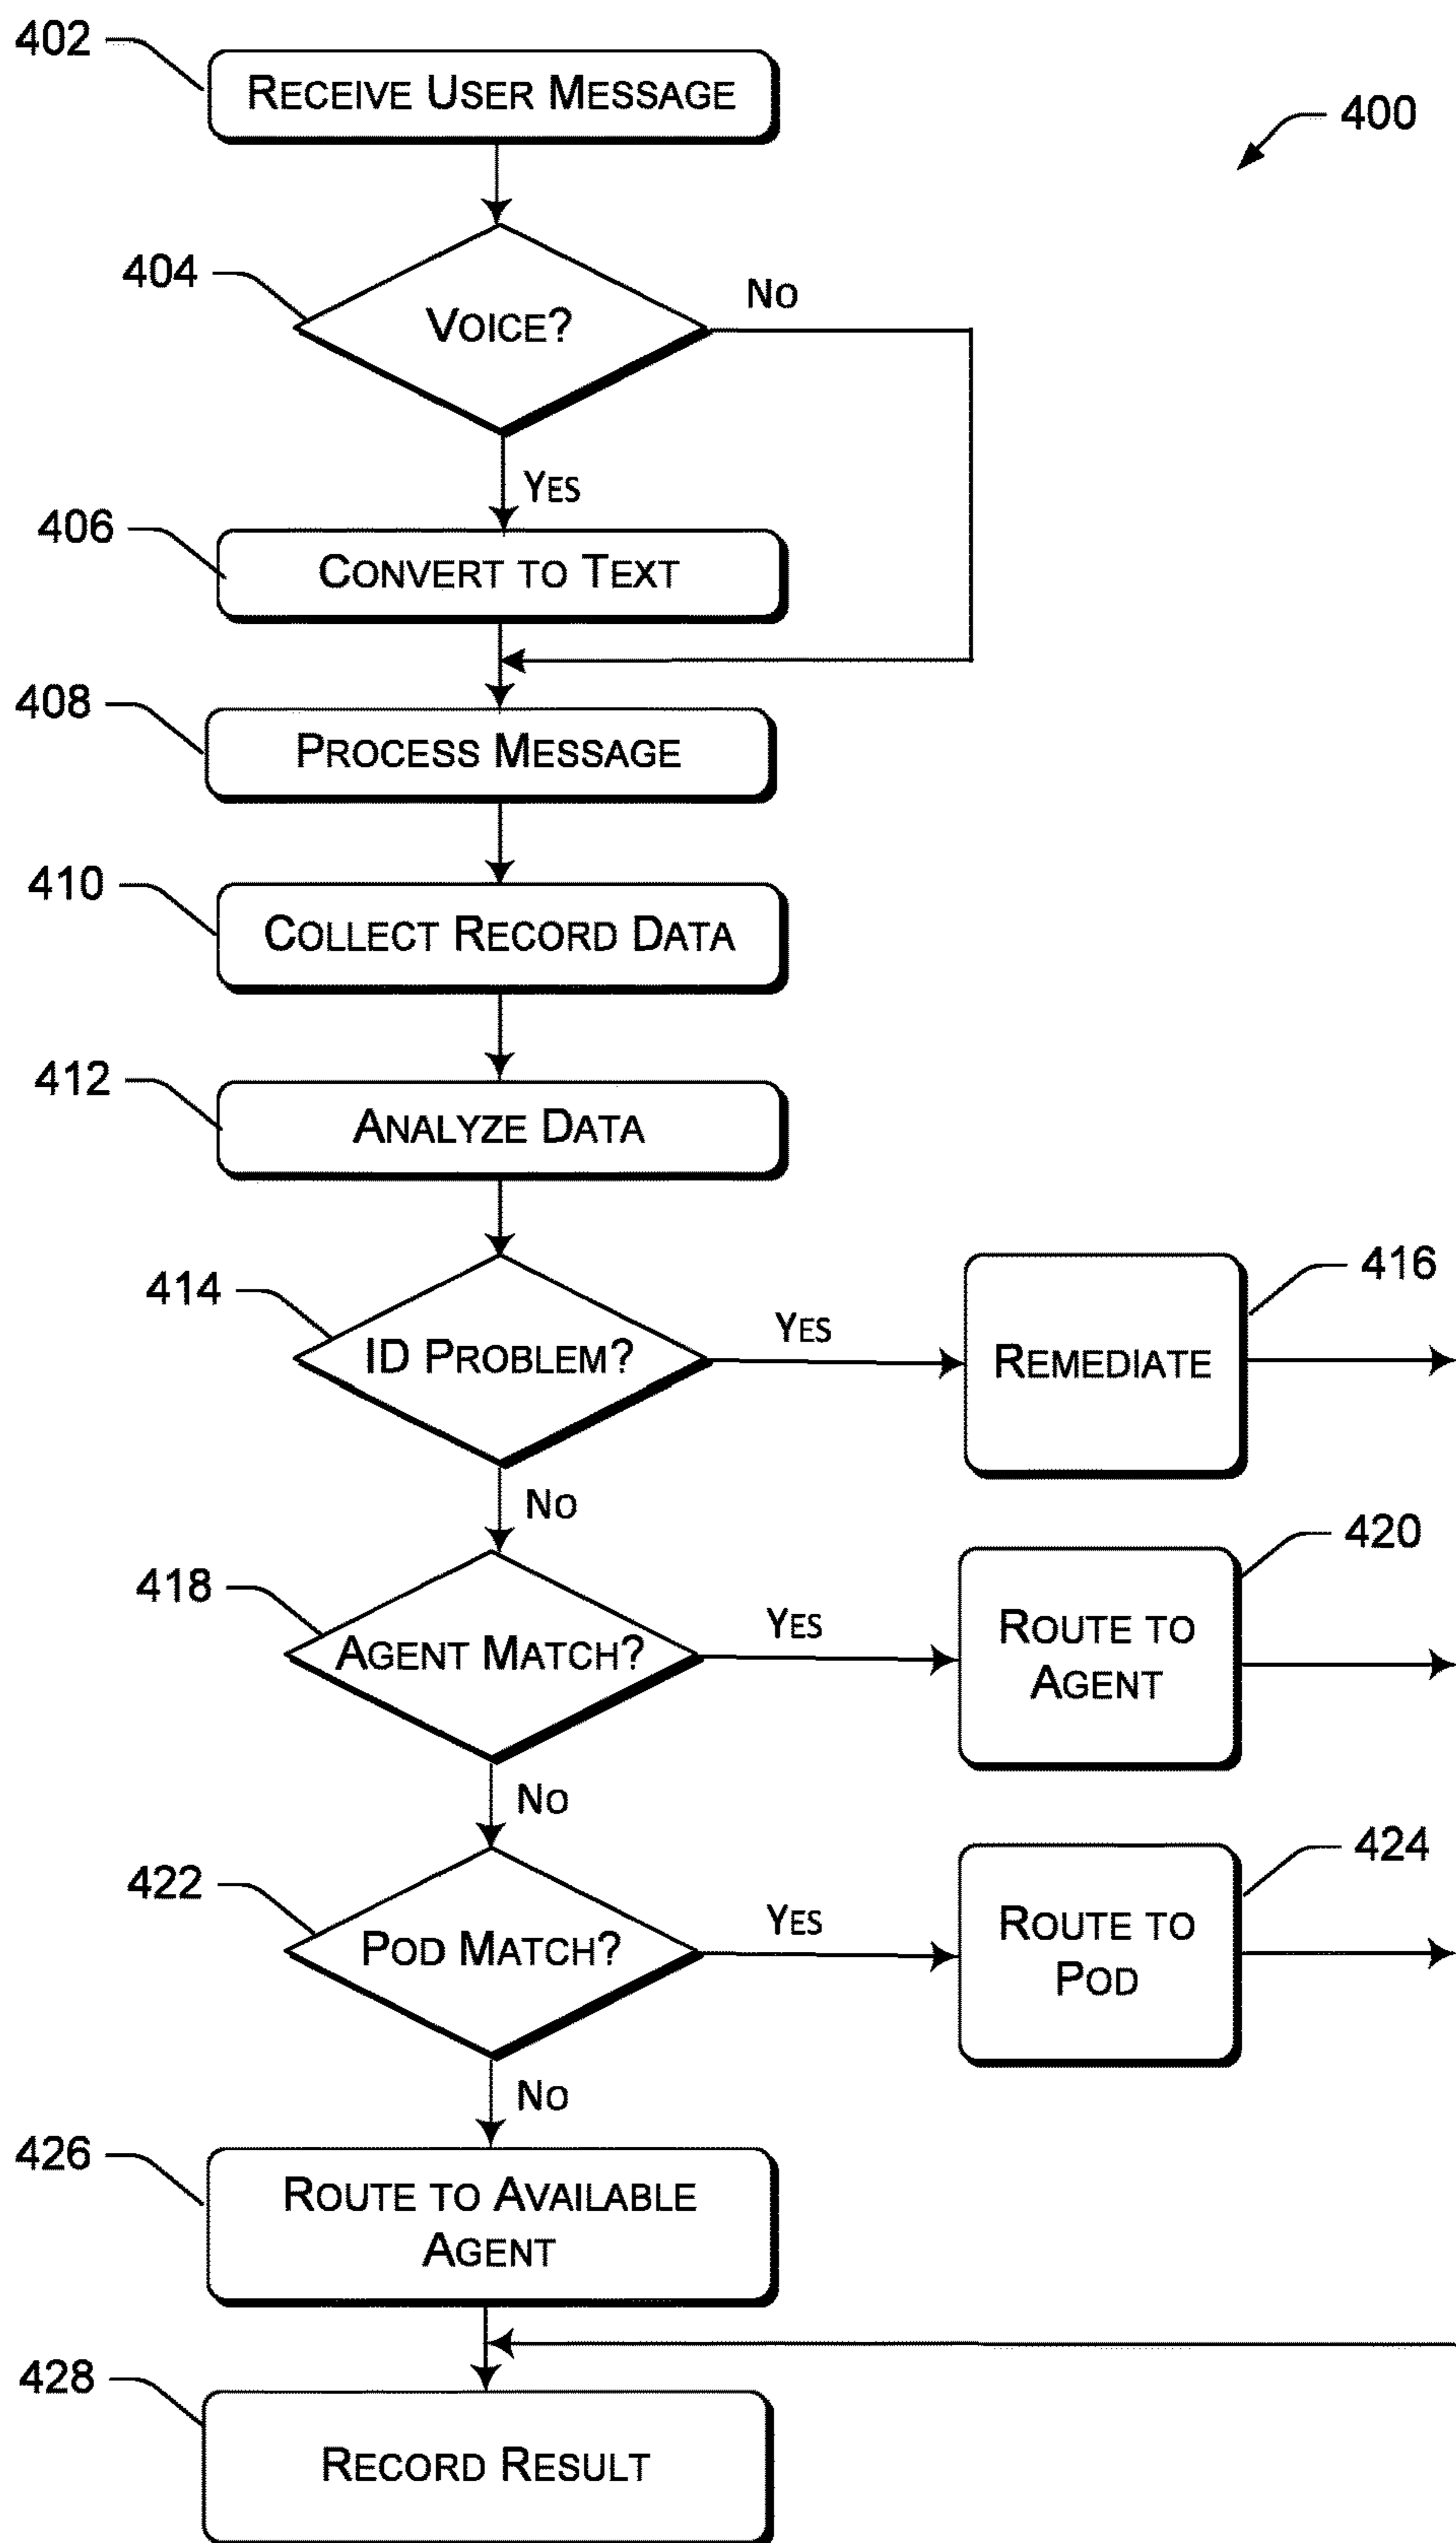 402
RECEIVE USER MESSAGE
400
404
VOICE?
NO
YES
406
CONVERT TO TEXT
408
PROCESS MESSAGE
410
COLLECT RECORD DATA
412
ANALYZE DATA
414
ID PROBLEM?
YES
REMEDIATE
416
NO
418
AGENT MATCH?
YES
ROUTE TO
AGENT
420
NO
422
POD MATCH?
YES
ROUTE TO
POD
424
NO
426
ROUTE TO AVAILABLE
AGENT
428
RECORD RESULT